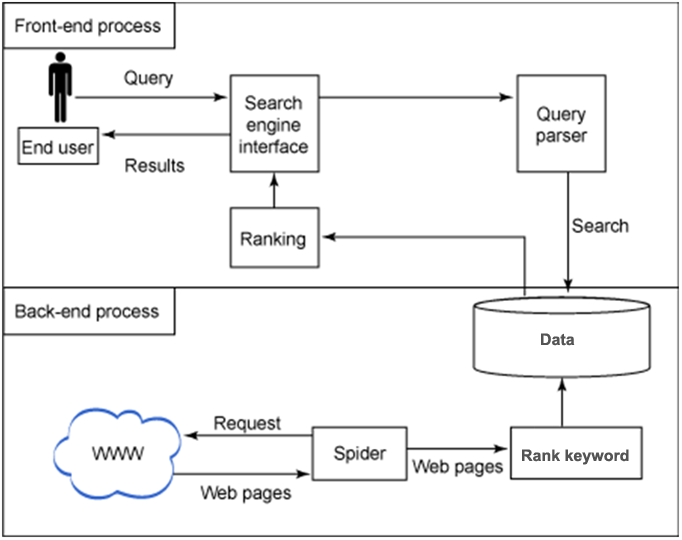 Front-end process
Query
End user
Results
Search
engine
interface
Query
parser
Ranking
Search
Back-end process
Data
WWW
Request
Web pages
Spider
Web pages
Rank keyword